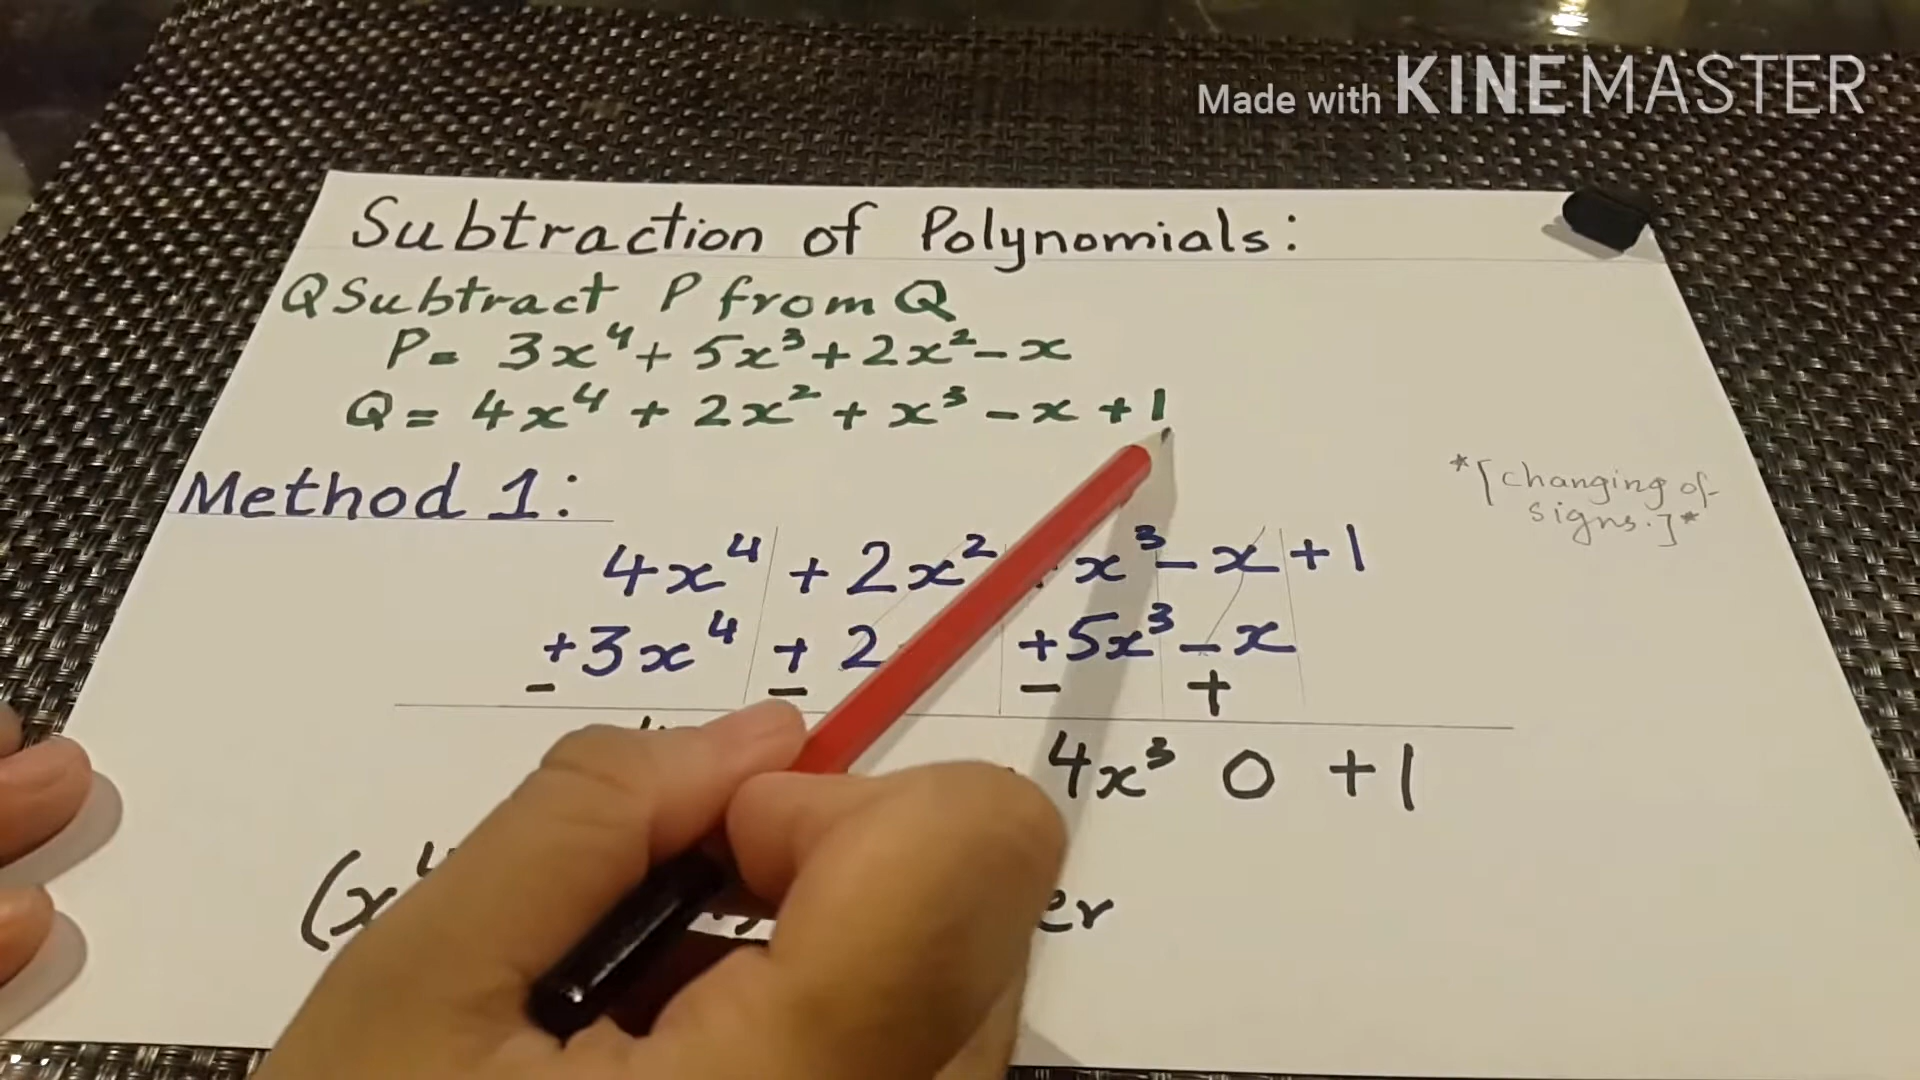 Made with KINEMASTER
Subtraction of Polynomials:
Q Subtract P from Q
P = 3x⁴ + 5x³ + 2x² - x
Q = 4x⁴ + 2x² + x³ - x + 1
Method 1:
*[changing of
signs.]*
4x⁴ + 2x² x³ - x + 1
+3x⁴ + 2 +5x³ - x
- - - +
4x³ 0 +1
(x⁴